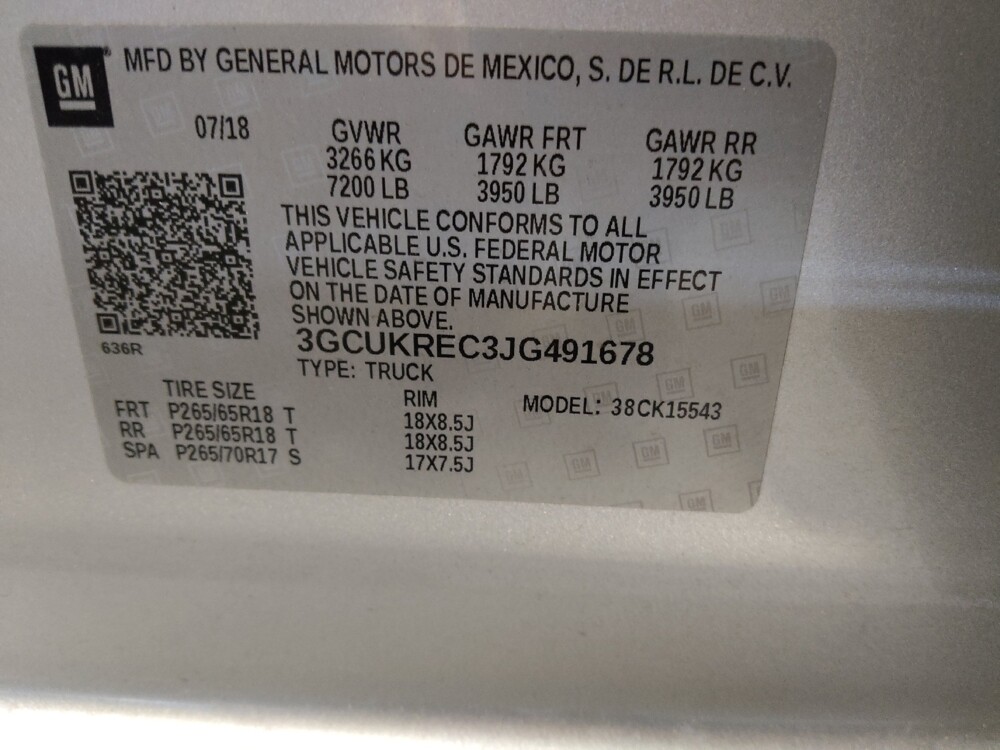 GM
MFD BY GENERAL MOTORS DE MEXICO, S. DE R.L. DE C.V.
07/18 GVWR GAWR FRT GAWR RR
3266 KG 1792 KG 1792 KG
7200 LB 3950 LB 3950 LB
THIS VEHICLE CONFORMS TO ALL
APPLICABLE U.S. FEDERAL MOTOR
VEHICLE SAFETY STANDARDS IN EFFECT
ON THE DATE OF MANUFACTURE
SHOWN ABOVE.
636R
3GCUKREC3JG491678
TYPE: TRUCK
TIRE SIZE RIM MODEL: 38CK15543
FRT P265/65R18 T 18X8.5J
RR P265/65R18 T 18X8.5J
SPA P265/70R17 S 17X7.5J